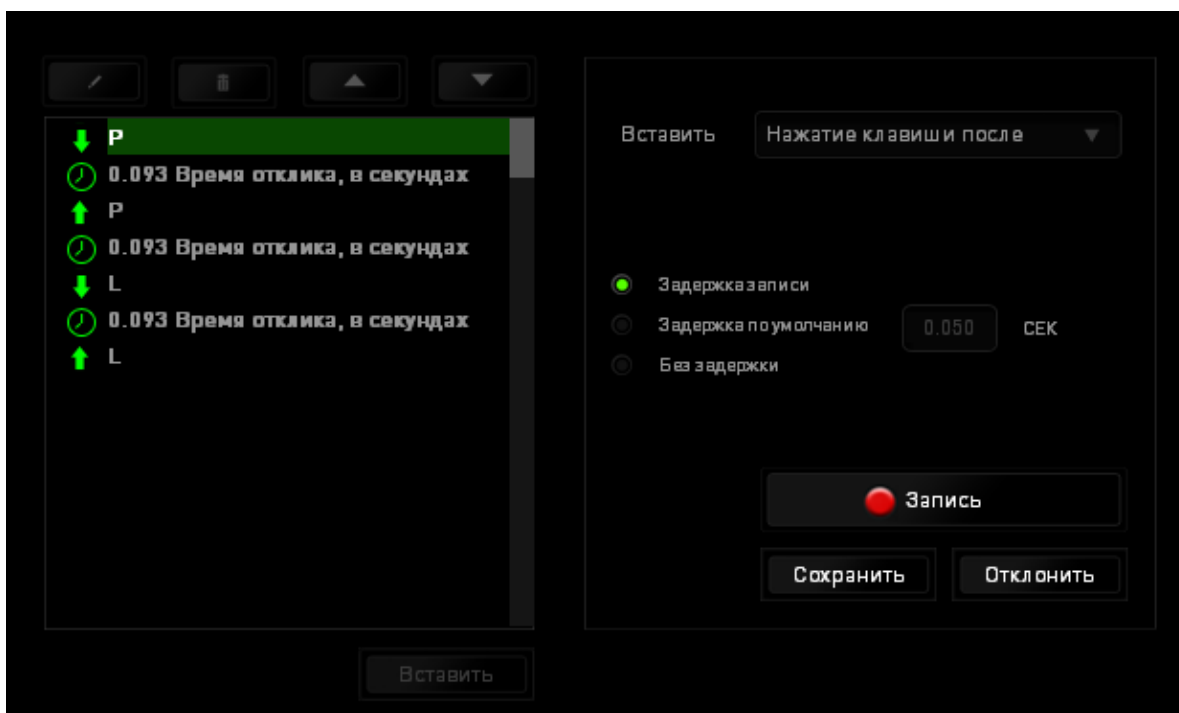 P
0.093 Время отклика, в секундах
P
0.093 Время отклика, в секундах
L
0.093 Время отклика, в секундах
L
Вставить
Вставить Нажатие клавиши после
Задержка записи
Задержка по умолчанию 0.050 СЕК
Без задержки
Запись
Сохранить Отклонить